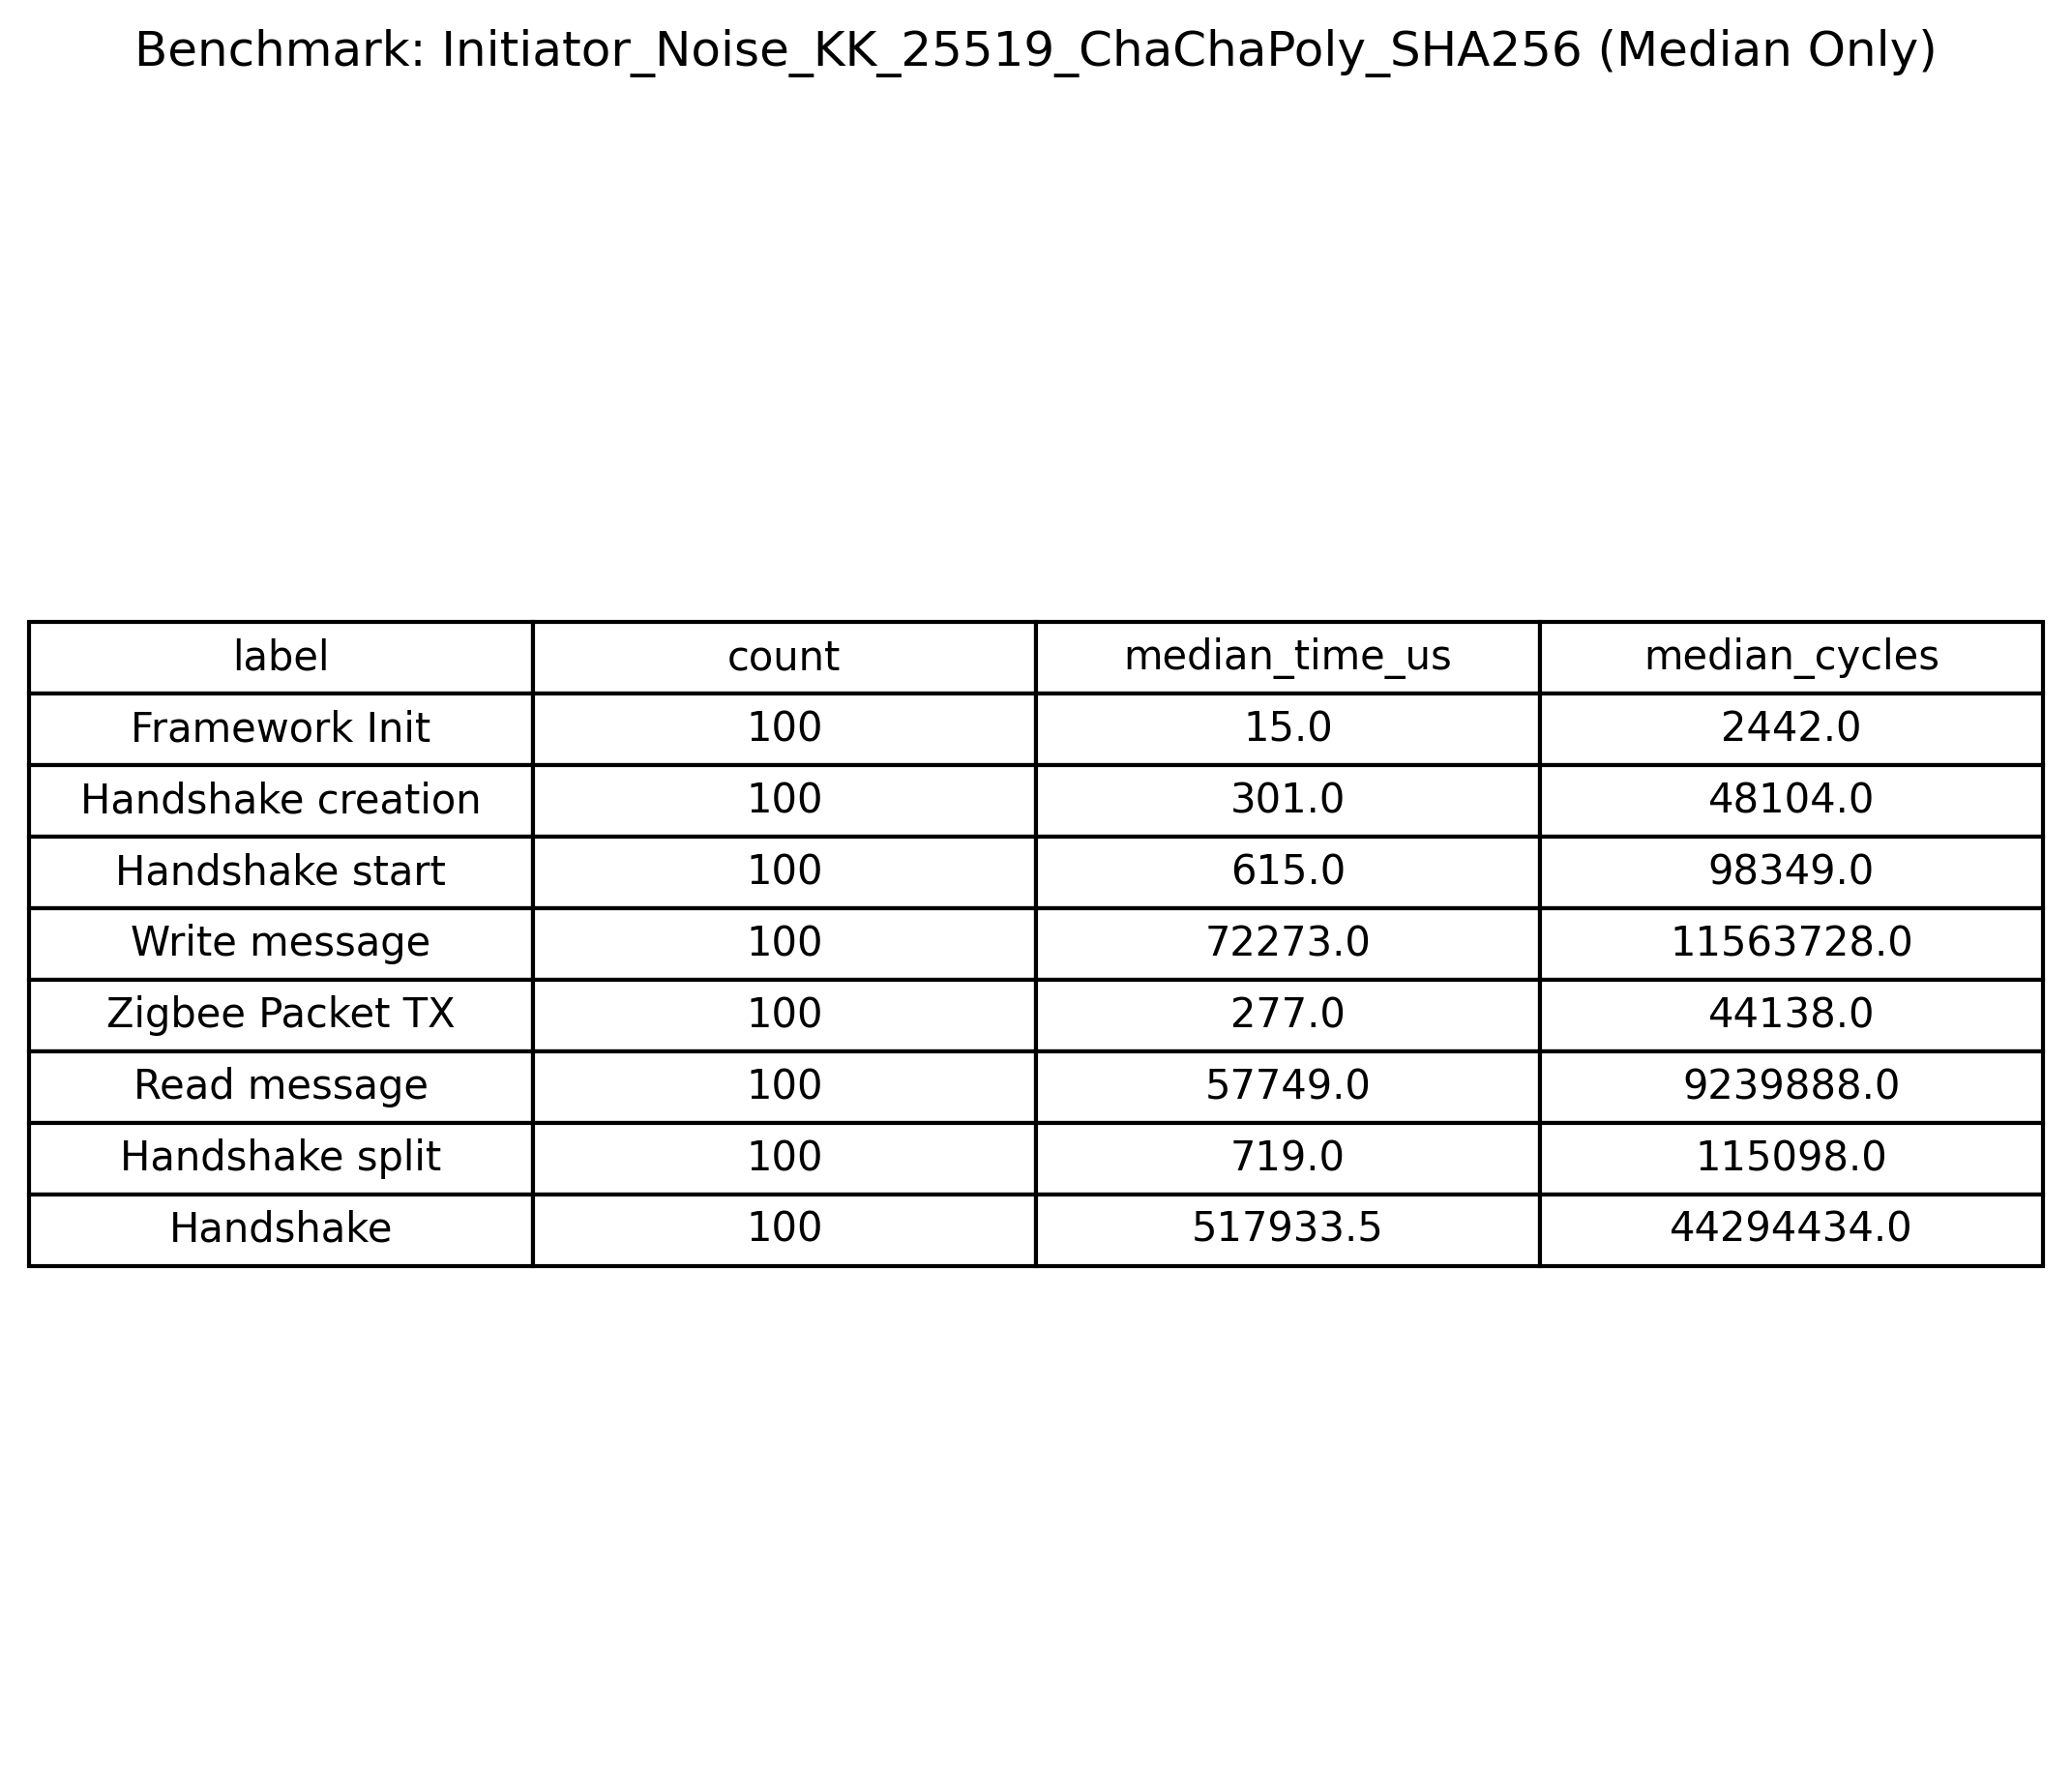 Benchmark: Initiator_Noise_KK_25519_ChaChaPoly_SHA256 (Median Only)
label count median_time_us median_cycles
Framework Init 100 15.0 2442.0
Handshake creation 100 301.0 48104.0
Handshake start 100 615.0 98349.0
Write message 100 72273.0 11563728.0
Zigbee Packet TX 100 277.0 44138.0
Read message 100 57749.0 9239888.0
Handshake split 100 719.0 115098.0
Handshake 100 517933.5 44294434.0